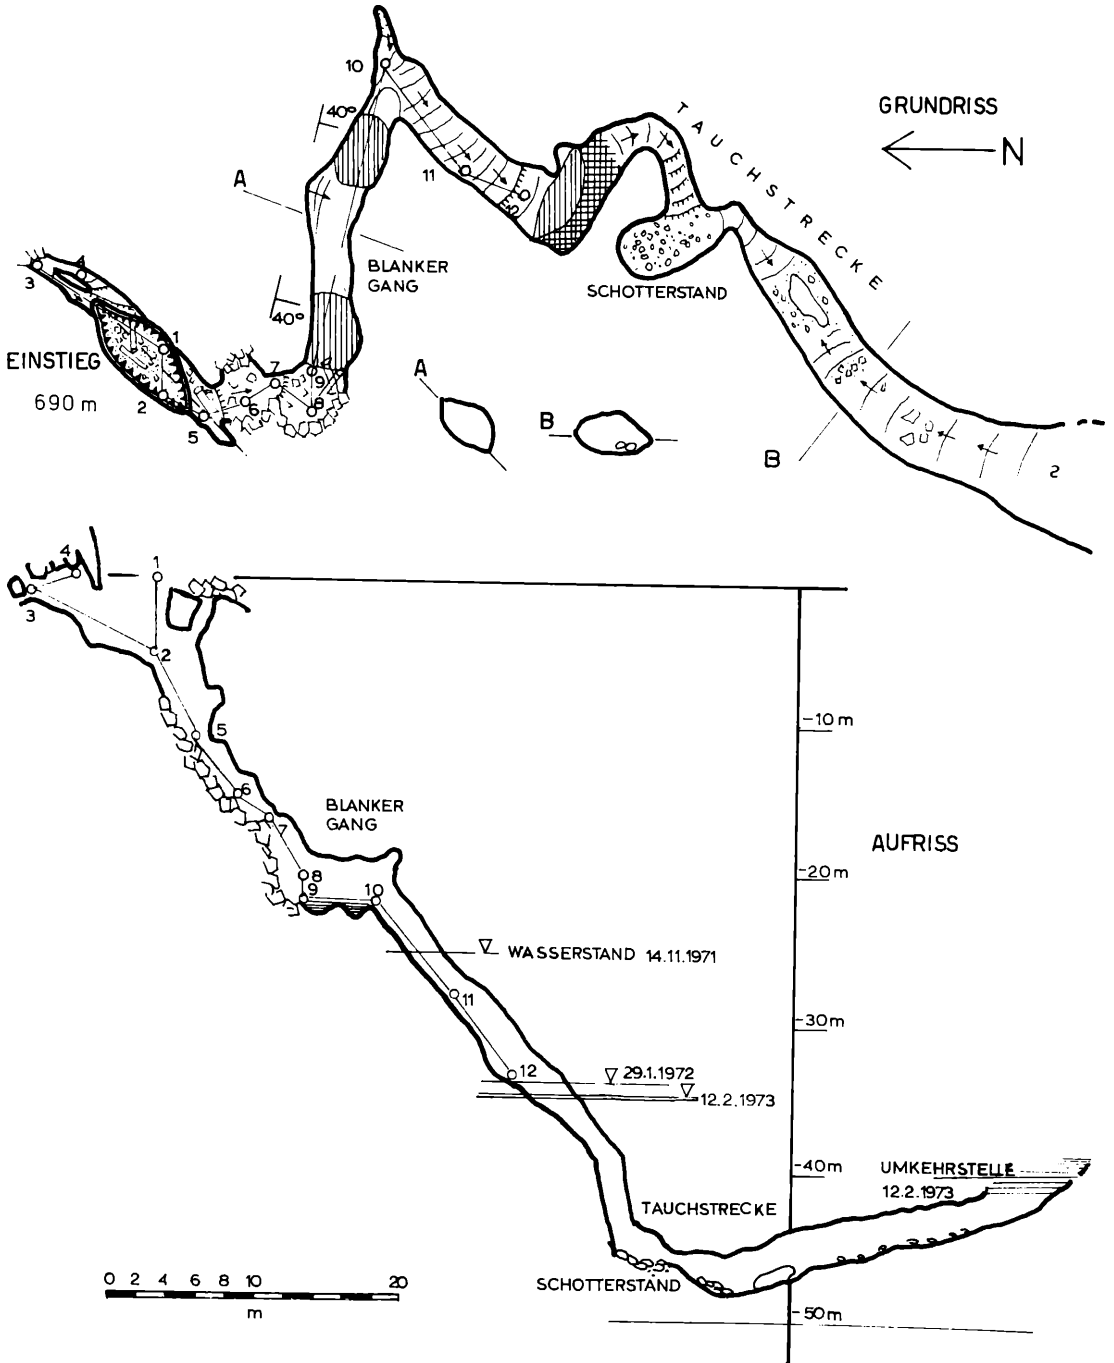 GRUNDRISS
N
TAUCHSTRECKE
10
40°
11
A
BLANKER
GANG
SCHOTTERSTAND
3
4
40°
1
EINSTIEG
7
9
A
690 m
2
6
8
5
B
B
4
1
3
2
-10m
5
6
BLANKER
GANG
7
AUFRISS
8
-20m
9
10
WASSERSTAND 14.11.1971
11
-30m
12
29.1.1972
12.2.1973
-40m
UMKEHRSTELLE
12.2.1973
TAUCHSTRECKE
SCHOTTERSTAND
0 2 4 6 8 10 20
m
-50m